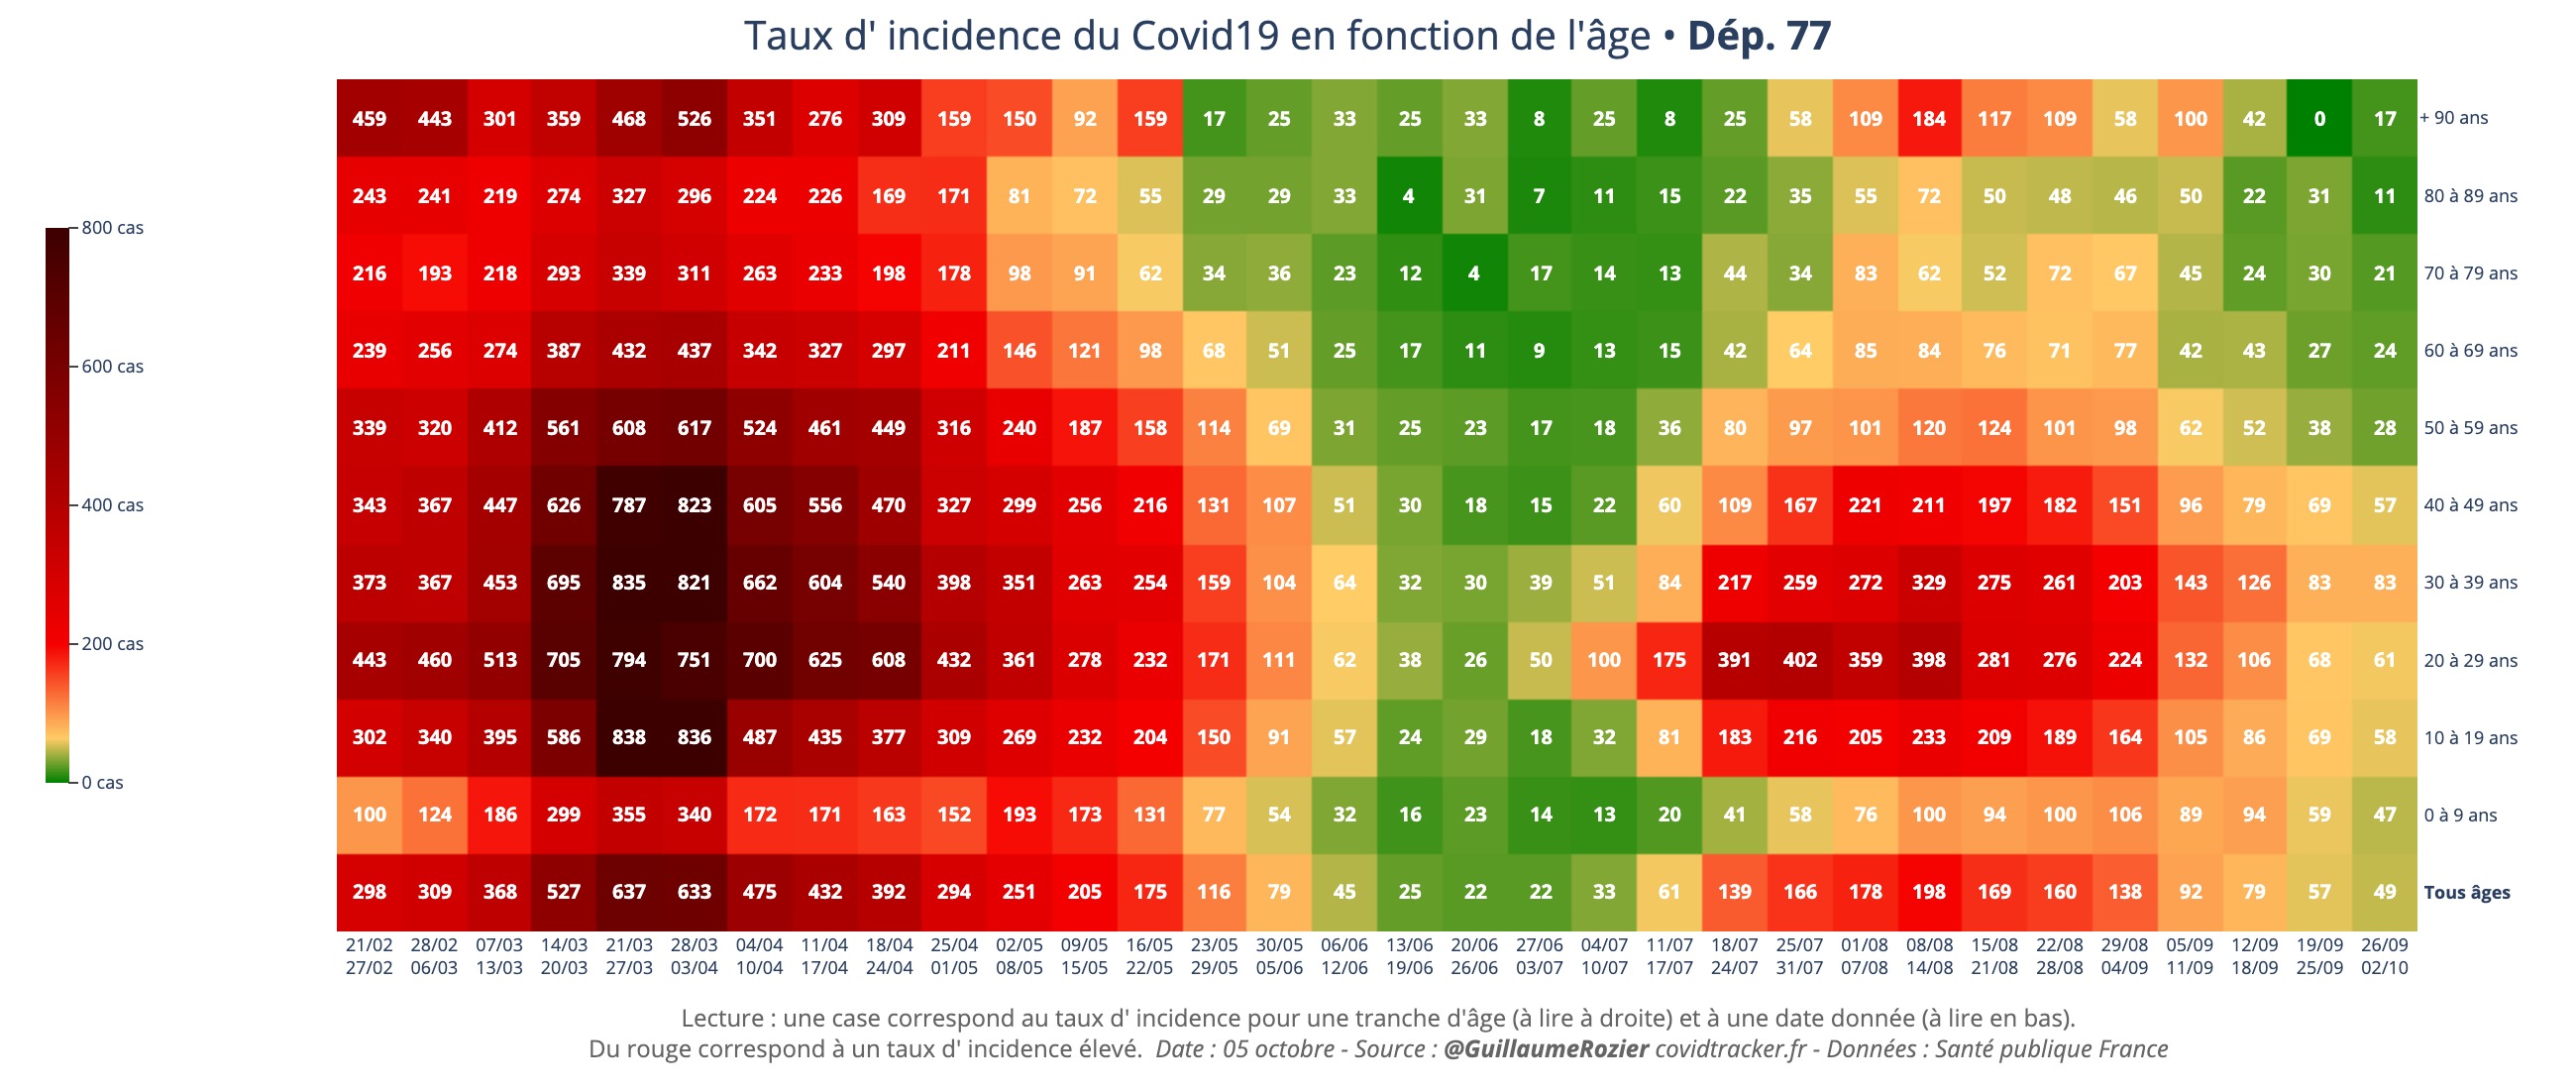 Taux d' incidence du Covid19 en fonction de l'âge • Dép. 77
459 443 301 359 468 526 351 276 309 159 150 92 159 17 25 33 25 33 8 25 8 25 58 109 184 117 109 58 100 42 0 17 + 90 ans
243 241 219 274 327 296 224 226 169 171 81 72 55 29 29 33 4 31 7 11 15 22 35 55 72 50 48 46 50 22 31 11 80 à 89 ans
216 193 218 293 339 311 263 233 198 178 98 91 62 34 36 23 12 4 17 14 13 44 34 83 62 52 72 67 45 24 30 21 70 à 79 ans
239 256 274 387 432 437 342 327 297 211 146 121 98 68 51 25 17 11 9 13 15 42 64 85 84 76 71 77 42 43 27 24 60 à 69 ans
339 320 412 561 608 617 524 461 449 316 240 187 158 114 69 31 25 23 17 18 36 80 97 101 120 124 101 98 62 52 38 28 50 à 59 ans
343 367 447 626 787 823 605 556 470 327 299 256 216 131 107 51 30 18 15 22 60 109 167 221 211 197 182 151 96 79 69 57 40 à 49 ans
373 367 453 695 835 821 662 604 540 398 351 263 254 159 104 64 32 30 39 51 84 217 259 272 329 275 261 203 143 126 83 83 30 à 39 ans
443 460 513 705 794 751 700 625 608 432 361 278 232 171 111 62 38 26 50 100 175 391 402 359 398 281 276 224 132 106 68 61 20 à 29 ans
302 340 395 586 838 836 487 435 377 309 269 232 204 150 91 57 24 29 18 32 81 183 216 205 233 209 189 164 105 86 69 58 10 à 19 ans
100 124 186 299 355 340 172 171 163 152 193 173 131 77 54 32 16 23 14 13 20 41 58 76 100 94 100 106 89 94 59 47 0 à 9 ans
298 309 368 527 637 633 475 432 392 294 251 205 175 116 79 45 25 22 22 33 61 139 166 178 198 169 160 138 92 79 57 49 Tous âges
21/02 28/02 07/03 14/03 21/03 28/03 04/04 11/04 18/04 25/04 02/05 09/05 16/05 23/05 30/05 06/06 13/06 20/06 27/06 04/07 11/07 18/07 25/07 01/08 08/08 15/08 22/08 29/08 05/09 12/09 19/09 26/09
27/02 06/03 13/03 20/03 27/03 03/04 10/04 17/04 24/04 01/05 08/05 15/05 22/05 29/05 05/06 12/06 19/06 26/06 03/07 10/07 17/07 24/07 31/07 07/08 14/08 21/08 28/08 04/09 11/09 18/09 25/09 02/10
800 cas
600 cas
400 cas
200 cas
0 cas
Lecture : une case correspond au taux d' incidence pour une tranche d'âge (à lire à droite) et à une date donnée (à lire en bas).
Du rouge correspond à un taux d' incidence élevé. Date : 05 octobre - Source : @GuillaumeRozier covidtracker.fr - Données : Santé publique France